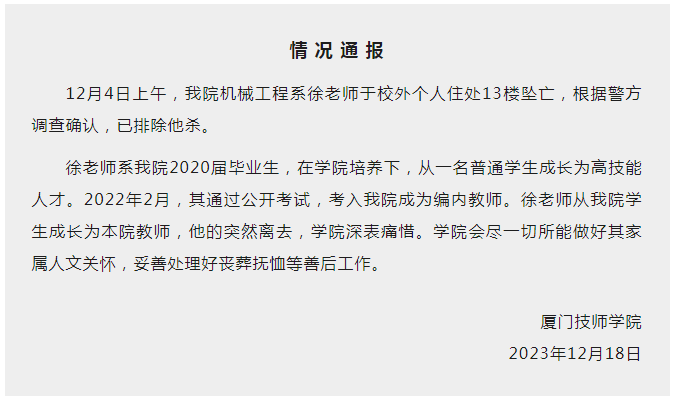 情况通报
12月4日上午，我院机械工程系徐老师于校外个人住处13楼坠亡，根据警方
调查确认，已排除他杀。
徐老师系我院2020届毕业生，在学院培养下，从一名普通学生成长为高技能
人才。2022年2月，其通过公开考试，考入我院成为编内教师。徐老师从我院学
生成长为本院教师，他的突然离去，学院深表痛惜。学院会尽一切所能做好其家
属人文关怀，妥善处理好丧葬抚恤等善后工作。
厦门技师学院
2023年12月18日